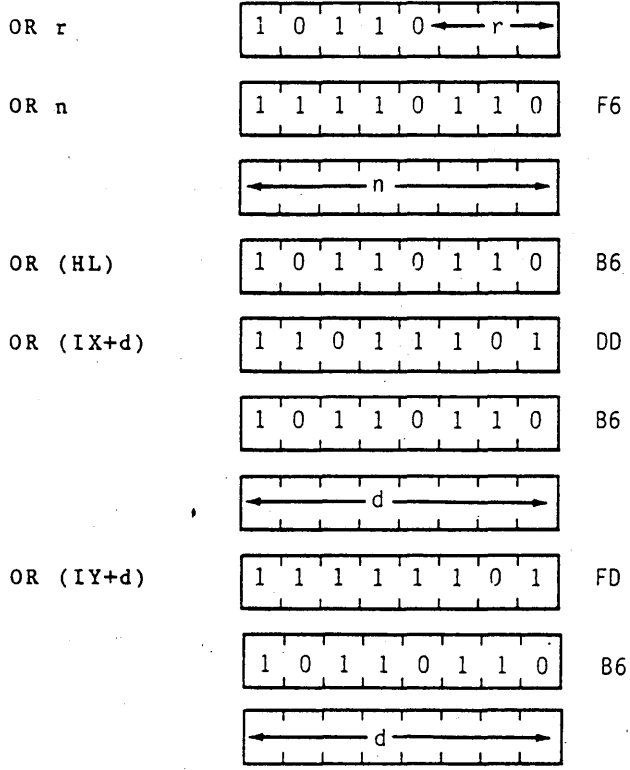 OR r 1 0 1 1 0 r
OR n 1 1 1 1 0 1 1 0 F6
n
OR (HL) 1 0 1 1 0 1 1 0 B6
OR (IX+d) 1 1 0 1 1 1 0 1 DD
1 0 1 1 0 1 1 0 B6
d
OR (IY+d) 1 1 1 1 1 1 0 1 FD
1 0 1 1 0 1 1 0 B6
d